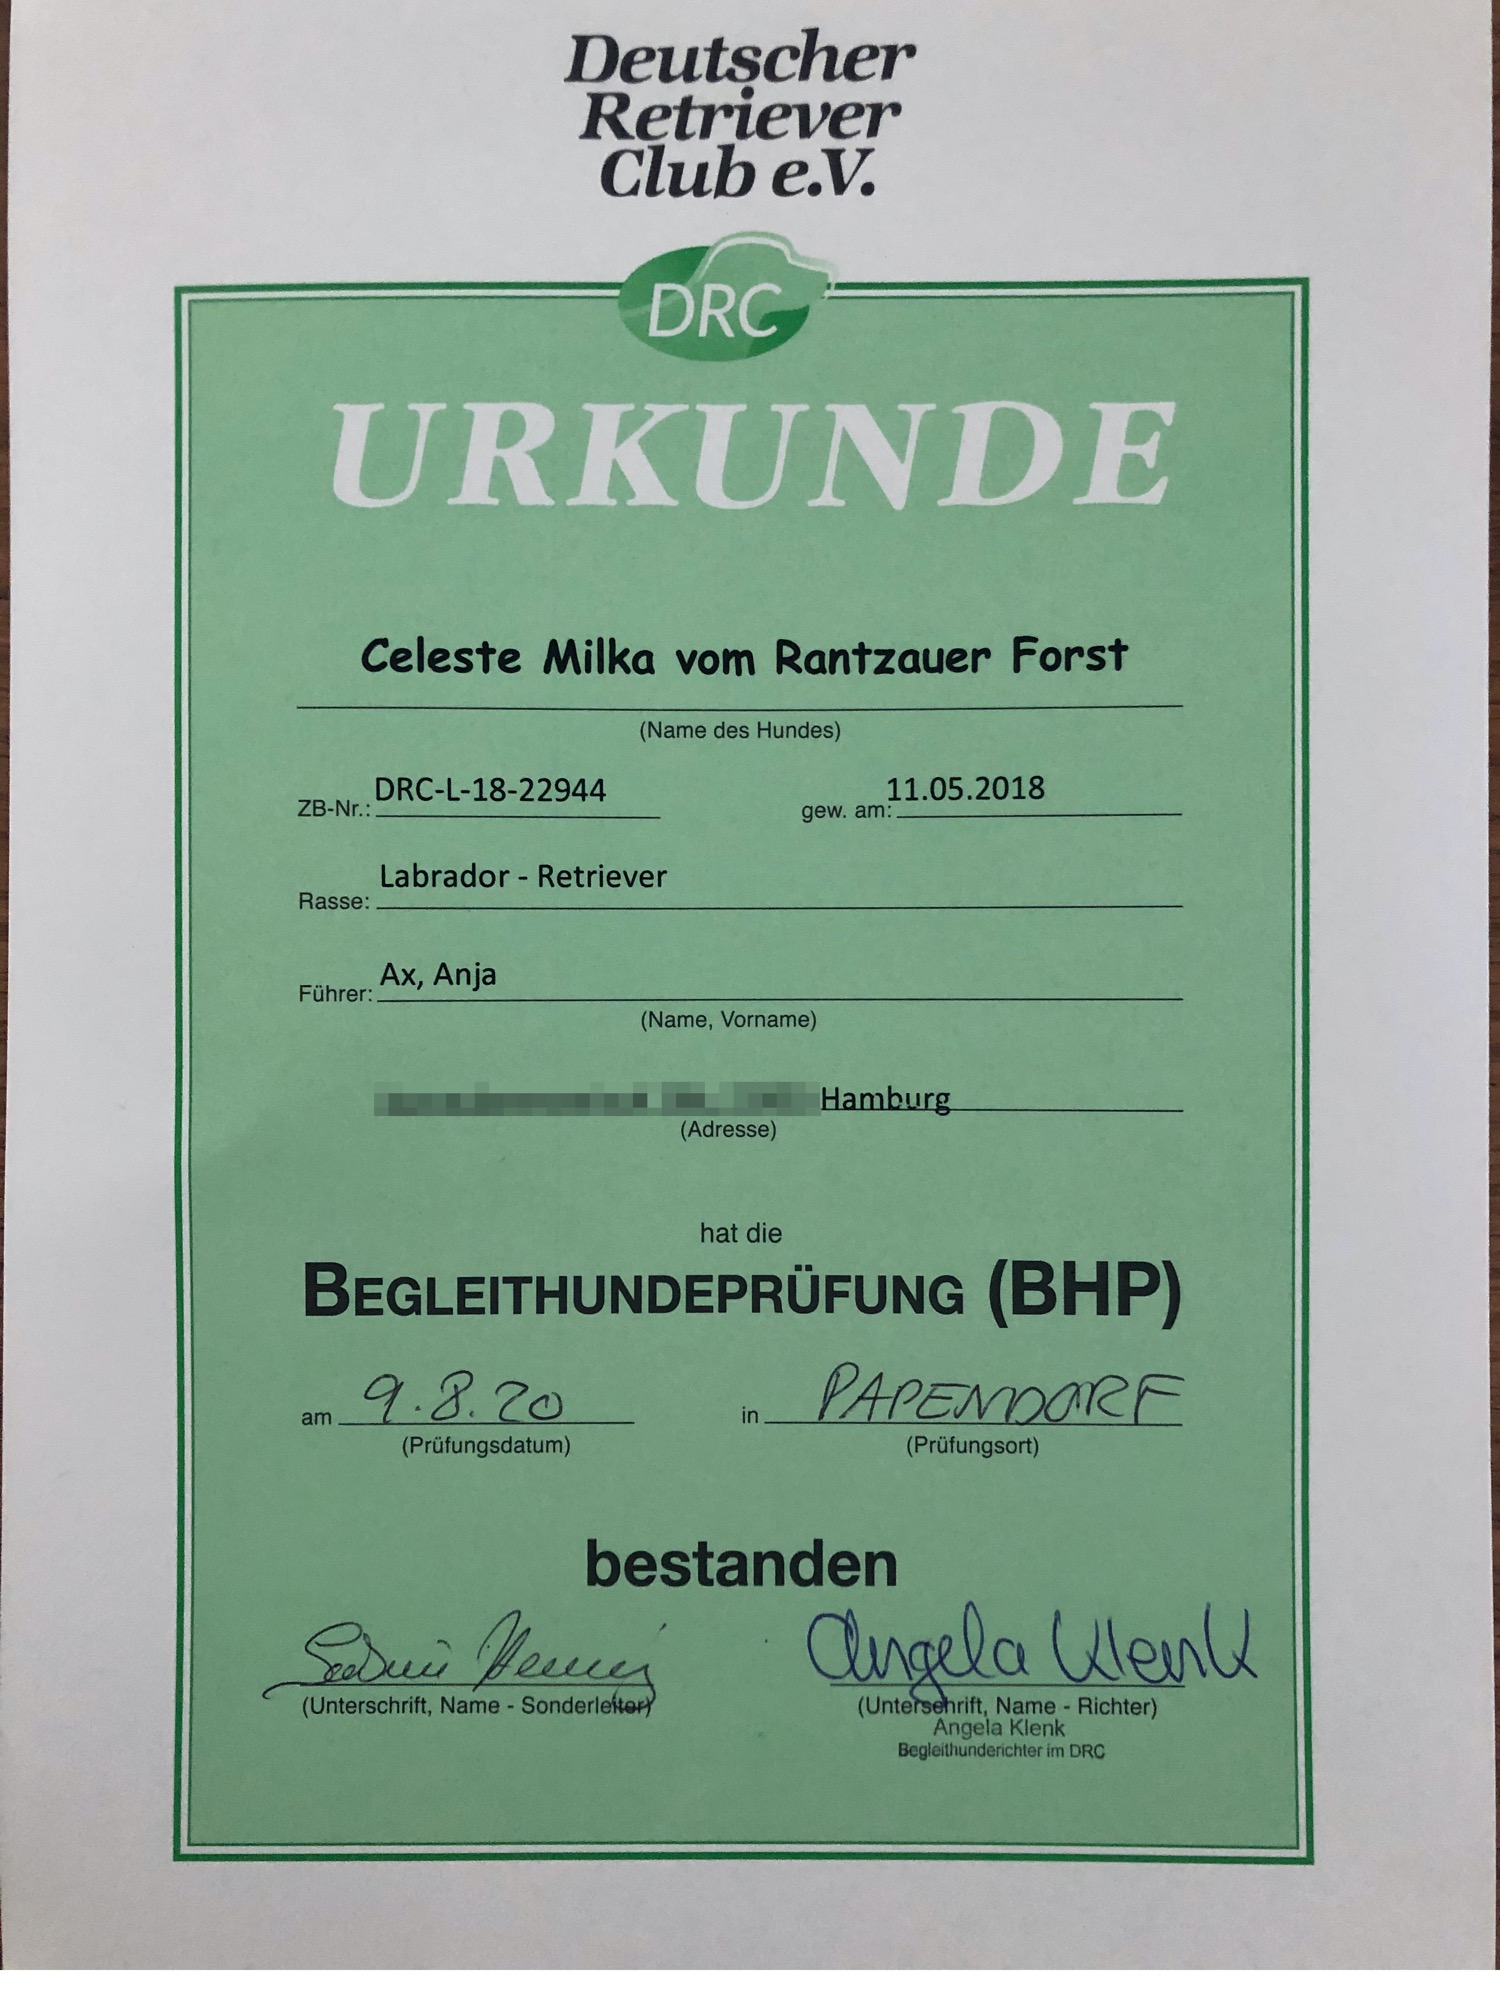 Deutscher
Retriever
Club e.V.
DRC
URKUNDE
Celeste Milka vom Rantzauer Forst
(Name des Hundes)
ZB-Nr.: DRC-L-18-22944 gew. am: 11.05.2018
Rasse: Labrador - Retriever
Führer: Ax, Anja
(Name, Vorname)
Hamburg
(Adresse)
hat die
BEGLEITHUNDEPRÜFUNG (BHP)
am 9.8.20 in PAPENDORF
(Prüfungsdatum) (Prüfungsort)
bestanden
Angela Klenk
(Unterschrift, Name - Sonderleiter) (Unterschrift, Name - Richter)
Angela Klenk
Begleithunderichter im DRC